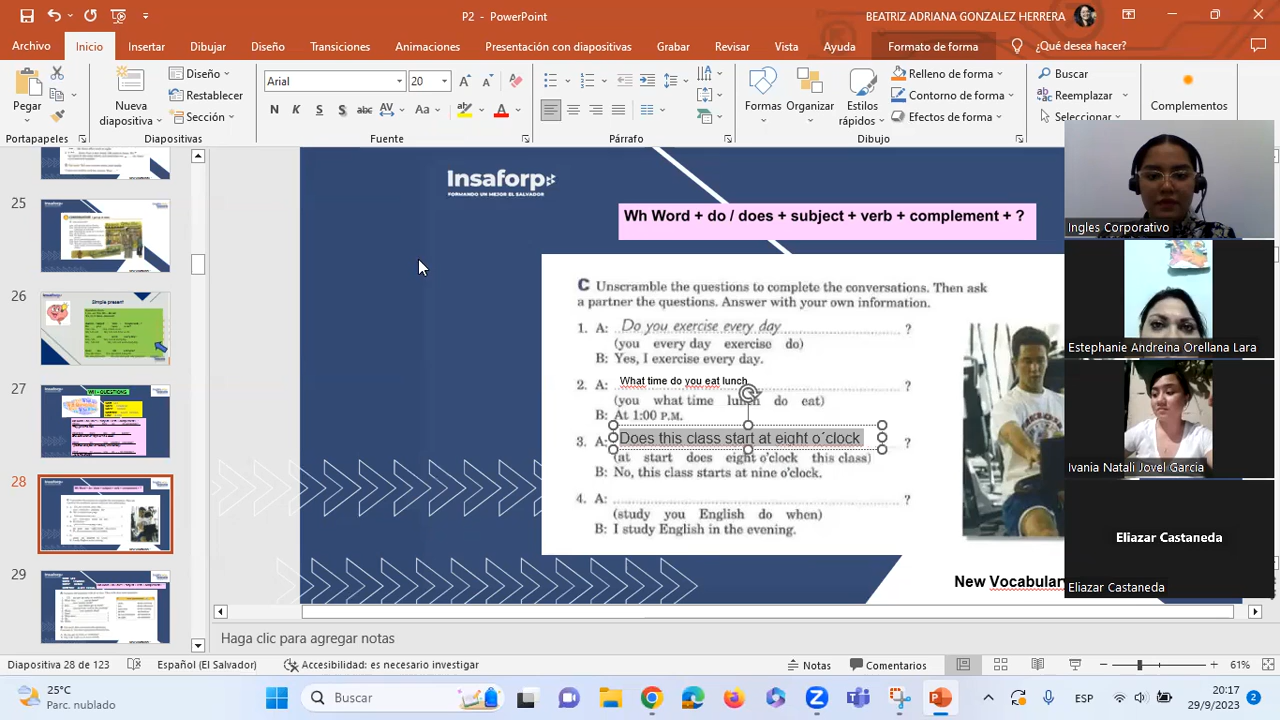 P2 - PowerPoint
BEATRIZ ADRIANA GONZALEZ HERRERA
Archivo Inicio Insertar Dibujar Diseño Transiciones Animaciones Presentación con diapositivas Grabar Revisar Vista Ayuda Formato de forma ¿Qué desea hacer?
Pegar
Portapapeles
Nueva diapositiva
Diseño
Restablecer
Sección
Diapositivas
Arial 20
N K S S abc AV Aa A
Fuente
Párrafo
Formas
Organizar
Estilos rápidos
Relleno de forma
Contorno de forma
Efectos de forma
Dibujo
Buscar
Reemplazar
Seleccionar
Complementos
25
26
27
28
29
Insaforp
FORMANDO UN MEJOR EL SALVADOR
Wh Word + do / does + subject + verb + complement + ?
C Unscramble the questions to complete the conversations. Then ask
a partner the questions. Answer with your own information.
1. A: Do you exercise every day ?
(you every day exercise do)
B: Yes, I exercise every day.
2. A: What time do you eat lunch ?
(you what time lunch do eat)
B: At 1:00 P.M.
3. A: Does this class start at eight o´clock ?
(at start does eight o'clock this class)
B: No, this class starts at nine o'clock.
4. A: ?
(study you English do when)
B: I study English in the evening.
New Vocabular
Ingles Corporativo
Estephanie Andreina Orellana Lara
Ivania Natali Jovel Garcia
Eliazar Castaneda
Eliazar Castaneda
Haga clic para agregar notas
Diapositiva 28 de 123 Español (El Salvador) Accesibilidad: es necesario investigar Notas Comentarios 61%
25°C
Parc. nublado
Buscar
ESP
20:17
29/9/2023
2